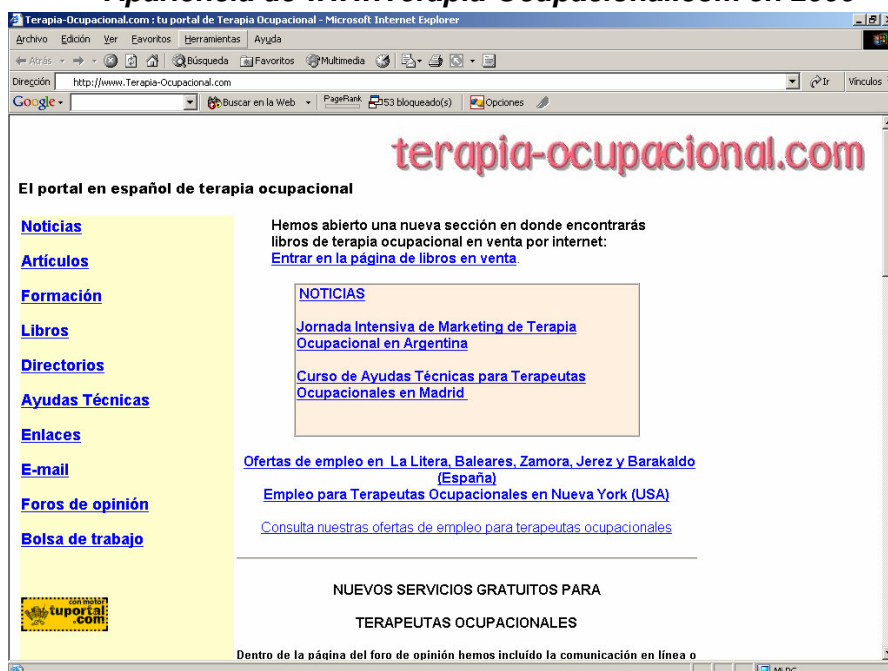 Apariencia de www.Terapia-Ocupacional.com en 2000
Terapia-Ocupacional.com : tu portal de Terapia Ocupacional - Microsoft Internet Explorer
Archivo Edición Ver Favoritos Herramientas Ayuda
Atrás Búsqueda Favoritos Multimedia
Dirección http://www.Terapia-Ocupacional.com Ir Vínculos
Google Buscar en la Web PageRank 53 bloqueado(s) Opciones
terapia-ocupacional.com
El portal en español de terapia ocupacional
Noticias
Artículos
Formación
Libros
Directorios
Ayudas Técnicas
Enlaces
E-mail
Foros de opinión
Bolsa de trabajo
con motor
tuportal
.com
Hemos abierto una nueva sección en donde encontrarás
libros de terapia ocupacional en venta por internet:
Entrar en la página de libros en venta.
NOTICIAS
Jornada Intensiva de Marketing de Terapia
Ocupacional en Argentina
Curso de Ayudas Técnicas para Terapeutas
Ocupacionales en Madrid
Ofertas de empleo en La Litera, Baleares, Zamora, Jerez y Barakaldo
(España)
Empleo para Terapeutas Ocupacionales en Nueva York (USA)
Consulta nuestras ofertas de empleo para terapeutas ocupacionales
NUEVOS SERVICIOS GRATUITOS PARA
TERAPEUTAS OCUPACIONALES
Dentro de la página del foro de opinión hemos incluído la comunicación en línea o